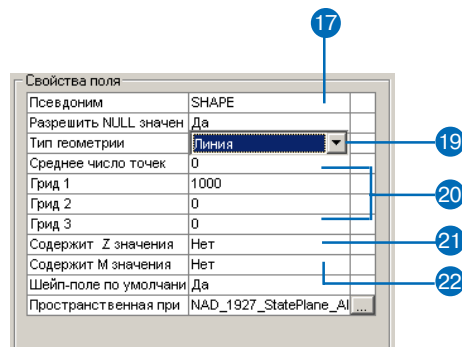 17
Свойства поля
Псевдоним SHAPE
Разрешить NULL значен Да
Тип геометрии Линия 19
Среднее число точек 0
Грид 1 1000
20
Грид 2 0
Грид 3 0
Содержит Z значения Нет 21
Содержит М значения Нет
22
Шейп-поле по умолчани Да
Пространственная при NAD_1927_StatePlane_Al ...